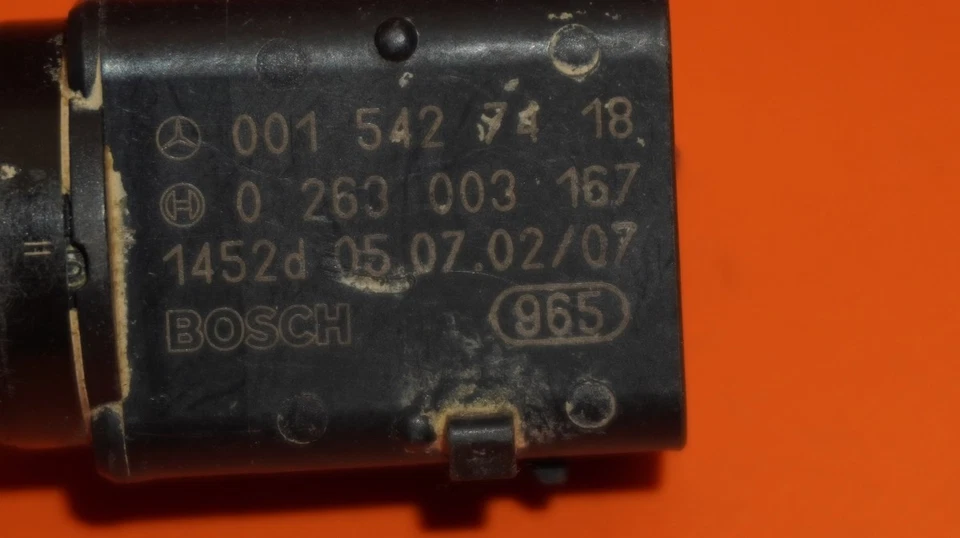 001 542 74 18
0 263 003 167
1452d 05.07.02/07
BOSCH 965
H